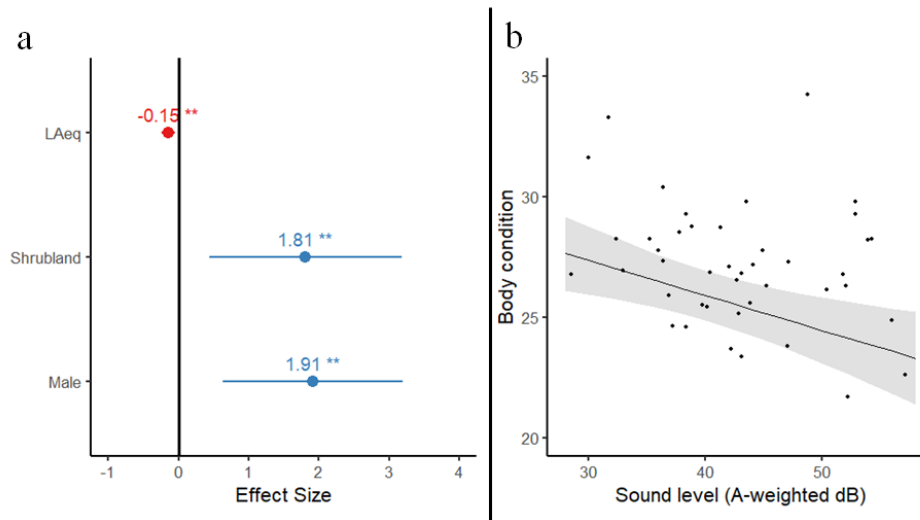 a
LAeq
-0.15 **
Shrubland
1.81 **
Male
1.91 **
-1 0 1 2 3 4
Effect Size
b
Body condition
35
30
25
20
30 40 50
Sound level (A-weighted dB)